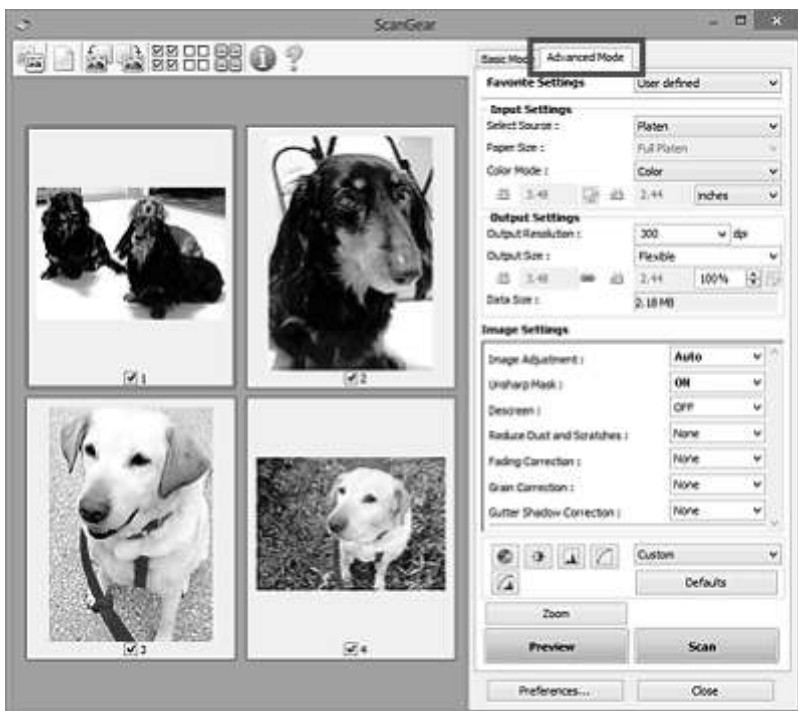 ScanGear
Basic Mode Advanced Mode
Favorite Settings User defined
Input Settings
Select Source : Platen
Paper Size : Full Platen
Color Mode : Color
3.48 2.44 inches
Output Settings
Output Resolution : 300 dpi
Output Size : Flexible
3.48 2.44 100%
Data Size : 2.18 MB
Image Settings
Image Adjustment : Auto
Unsharp Mask : ON
Descreen : OFF
Reduce Dust and Scratches : None
Fading Correction : None
Grain Correction : None
Gutter Shadow Correction : None
Custom
Defaults
Zoom
Preview Scan
Preferences... Close
1
2
3
4